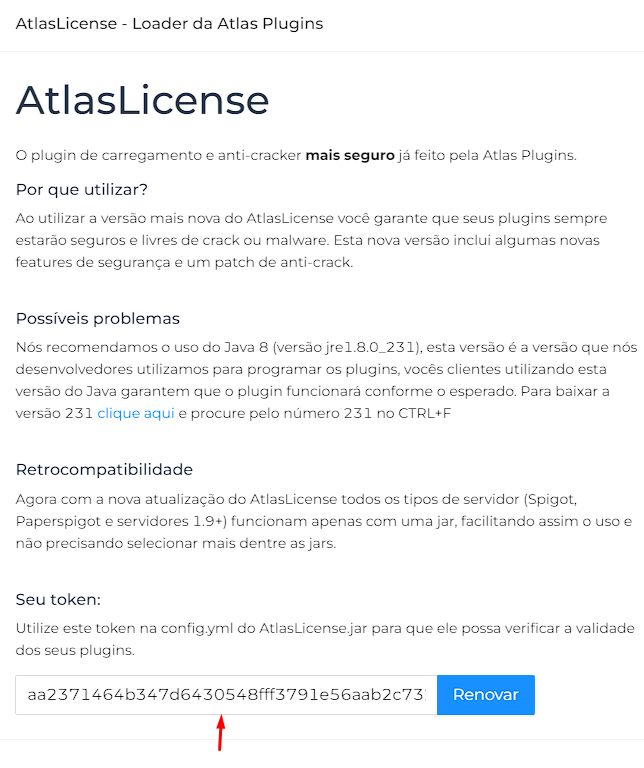 AtlasLicense - Loader da Atlas Plugins
AtlasLicense
O plugin de carregamento e anti-cracker mais seguro já feito pela Atlas Plugins.
Por que utilizar?
Ao utilizar a versão mais nova do AtlasLicense você garante que seus plugins sempre
estarão seguros e livres de crack ou malware. Esta nova versão inclui algumas novas
features de segurança e um patch de anti-crack.
Possíveis problemas
Nós recomendamos o uso do Java 8 (versão jre1.8.0_231), esta versão é a versão que nós
desenvolvedores utilizamos para programar os plugins, vocês clientes utilizando esta
versão do Java garantem que o plugin funcionará conforme o esperado. Para baixar a
versão 231 clique aqui e procure pelo número 231 no CTRL+F
Retrocompatibilidade
Agora com a nova atualização do AtlasLicense todos os tipos de servidor (Spigot,
Paperspigot e servidores 1.9+) funcionam apenas com uma jar, facilitando assim o uso e
não precisando selecionar mais dentre as jars.
Seu token:
Utilize este token na config.yml do AtlasLicense.jar para que ele possa verificar a validade
dos seus plugins.
aa2371464b347d6430548fff3791e56aab2c73 Renovar